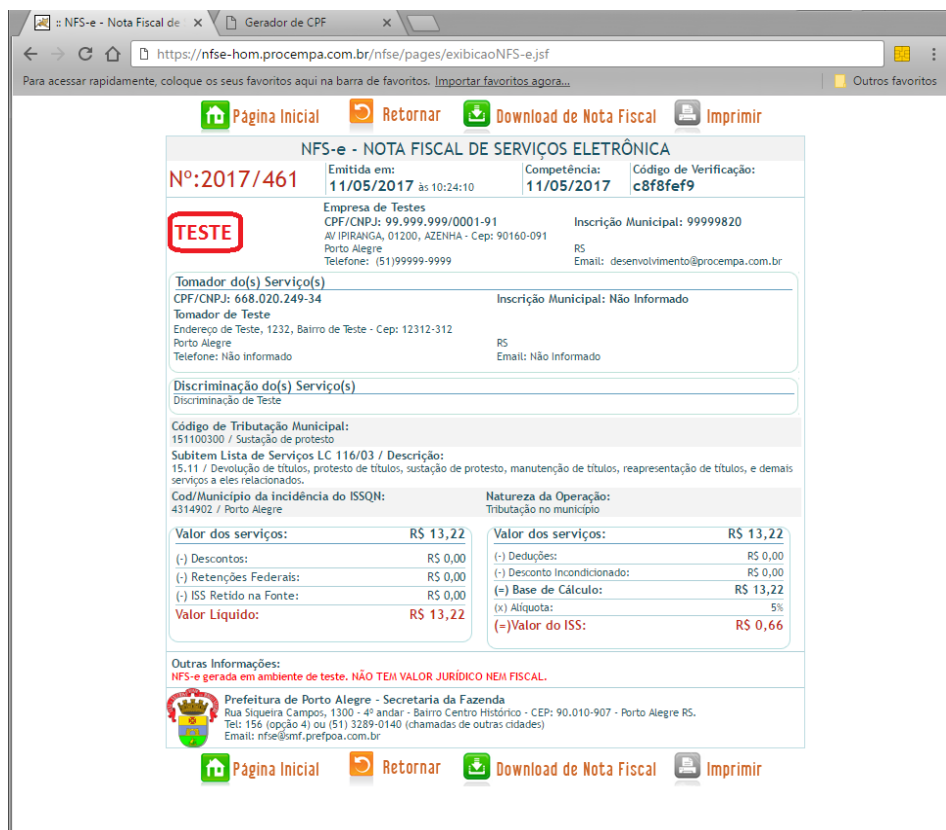 :: NFS-e - Nota Fiscal de
Gerador de CPF
https://nfse-hom.procempa.com.br/nfse/pages/exibicaoNFS-e.jsf
Para acessar rapidamente, coloque os seus favoritos aqui na barra de favoritos. Importar favoritos agora...
Outros favoritos
Página Inicial Retornar Download de Nota Fiscal Imprimir
NFS-e - NOTA FISCAL DE SERVIÇOS ELETRÔNICA
Nº:2017/461
Emitida em: Competência: Código de Verificação:
11/05/2017 às 10:24:10 11/05/2017 c8f8fef9
TESTE
Empresa de Testes
CPF/CNPJ: 99.999.999/0001-91 Inscrição Municipal: 99999820
AV IPIRANGA, 01200, AZENHA - Cep: 90160-091
Porto Alegre RS
Telefone: (51)99999-9999 Email: desenvolvimento@procempa.com.br
Tomador do(s) Serviço(s)
CPF/CNPJ: 668.020.249-34 Inscrição Municipal: Não Informado
Tomador de Teste
Endereço de Teste, 1232, Bairro de Teste - Cep: 12312-312
Porto Alegre RS
Telefone: Não informado Email: Não Informado
Discriminação do(s) Serviço(s)
Discriminação de Teste
Código de Tributação Municipal:
151100300 / Sustação de protesto
Subitem Lista de Serviços LC 116/03 / Descrição:
15.11 / Devolução de títulos, protesto de títulos, sustação de protesto, manutenção de títulos, reapresentação de títulos, e demais
serviços a eles relacionados.
Cod/Município da incidência do ISSQN: Natureza da Operação:
4314902 / Porto Alegre Tributação no município
Valor dos serviços: R$ 13,22
(-) Descontos: R$ 0,00
(-) Retenções Federais: R$ 0,00
(-) ISS Retido na Fonte: R$ 0,00
Valor Líquido: R$ 13,22
Valor dos serviços: R$ 13,22
(-) Deduções: R$ 0,00
(-) Desconto Incondicionado: R$ 0,00
(=) Base de Cálculo: R$ 13,22
(x) Alíquota: 5%
(=)Valor do ISS: R$ 0,66
Outras Informações:
NFS-e gerada em ambiente de teste. NÃO TEM VALOR JURÍDICO NEM FISCAL.
Prefeitura de Porto Alegre - Secretaria da Fazenda
Rua Siqueira Campos, 1300 - 4º andar - Bairro Centro Histórico - CEP: 90.010-907 - Porto Alegre RS.
Tel: 156 (opção 4) ou (51) 3289-0140 (chamadas de outras cidades)
Email: nfse@smf.prefpoa.com.br
Página Inicial Retornar Download de Nota Fiscal Imprimir